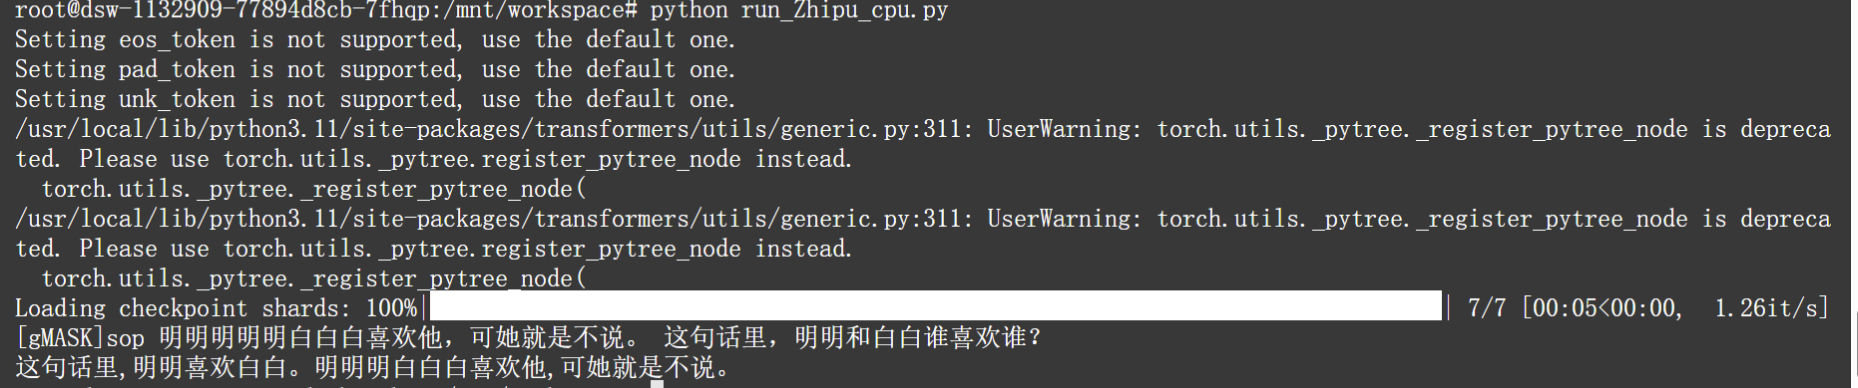 root@dsw-1132909-77894d8cb-7fhqp:/mnt/workspace# python run_Zhipu_cpu.py
Setting eos_token is not supported, use the default one.
Setting pad_token is not supported, use the default one.
Setting unk_token is not supported, use the default one.
/usr/local/lib/python3.11/site-packages/transformers/utils/generic.py:311: UserWarning: torch.utils._pytree._register_pytree_node is depreca
ted. Please use torch.utils._pytree.register_pytree_node instead.
  torch.utils._pytree._register_pytree_node(
/usr/local/lib/python3.11/site-packages/transformers/utils/generic.py:311: UserWarning: torch.utils._pytree._register_pytree_node is depreca
ted. Please use torch.utils._pytree.register_pytree_node instead.
  torch.utils._pytree._register_pytree_node(
Loading checkpoint shards: 100%| | 7/7 [00:05<00:00, 1.26it/s]
[gMASK]sop 明明明明明白白白喜欢他，可她就是不说。 这句话里，明明和白白谁喜欢谁？
这句话里,明明喜欢白白。明明明白白白喜欢他,可她就是不说。